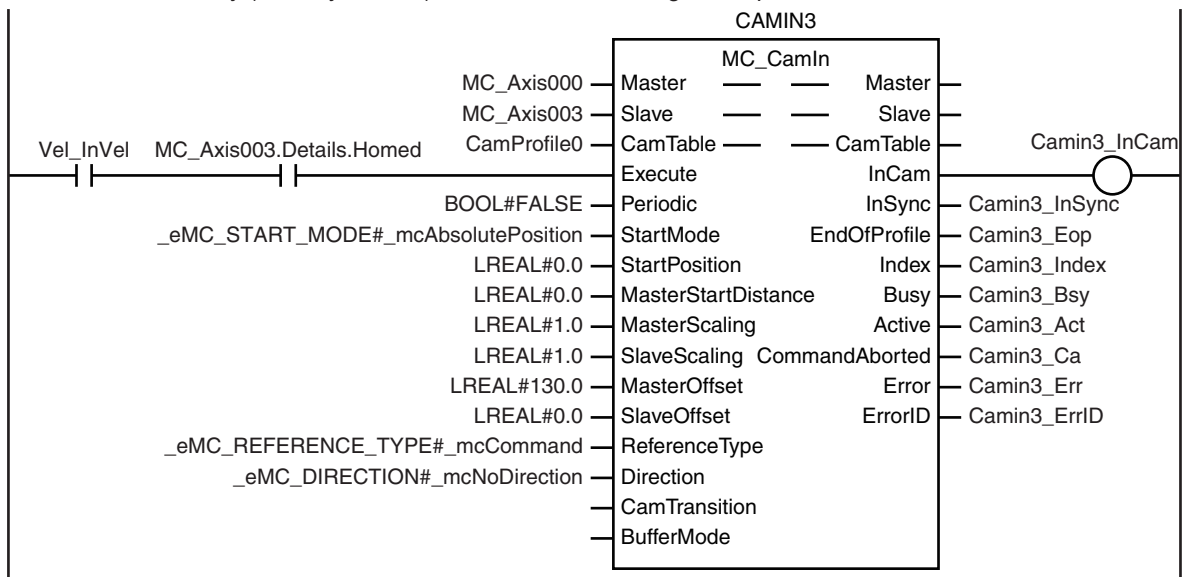 CAMIN3
MC_CamIn
MC_Axis000 Master Master
MC_Axis003 Slave Slave
Vel_InVel MC_Axis003.Details.Homed CamProfile0 CamTable CamTable Camin3_InCam
Execute InCam
BOOL#FALSE Periodic InSync Camin3_InSync
_eMC_START_MODE#_mcAbsolutePosition StartMode EndOfProfile Camin3_Eop
LREAL#0.0 StartPosition Index Camin3_Index
LREAL#0.0 MasterStartDistance Busy Camin3_Bsy
LREAL#1.0 MasterScaling Active Camin3_Act
LREAL#1.0 SlaveScaling CommandAborted Camin3_Ca
LREAL#130.0 MasterOffset Error Camin3_Err
LREAL#0.0 SlaveOffset ErrorID Camin3_ErrID
_eMC_REFERENCE_TYPE#_mcCommand ReferenceType
_eMC_DIRECTION#_mcNoDirection Direction
CamTransition
BufferMode